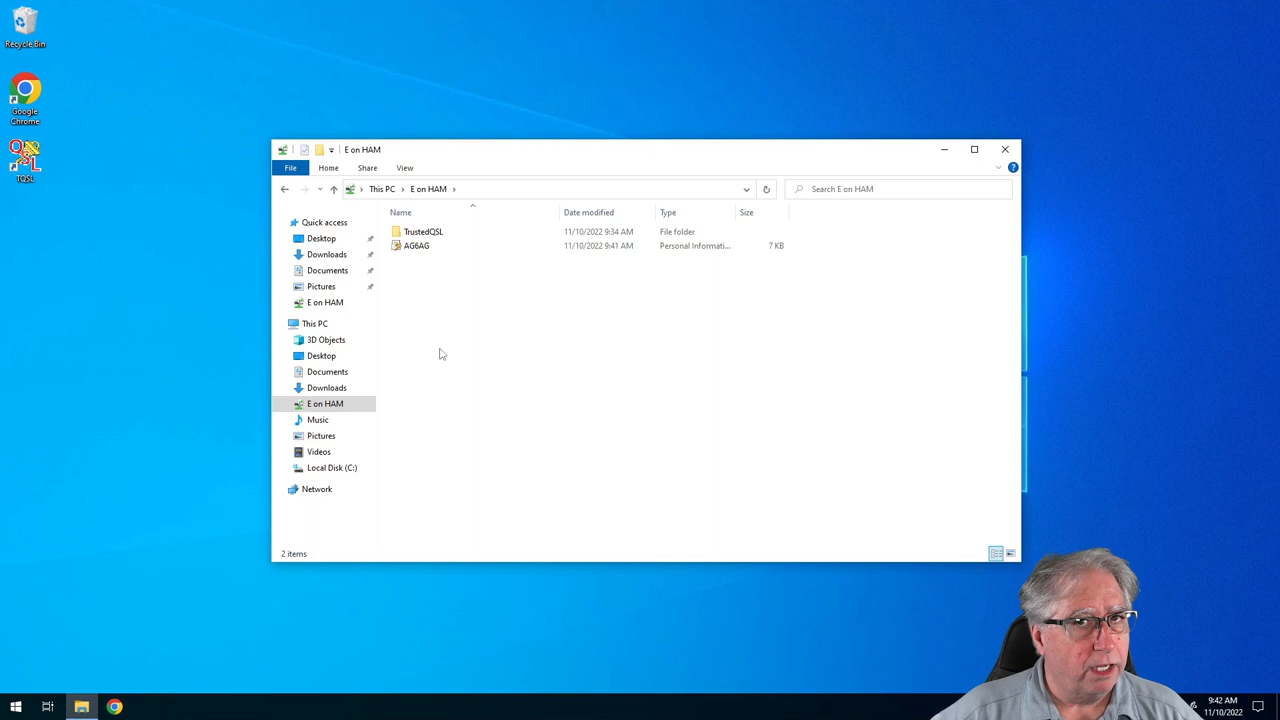 Recycle Bin
Google
Chrome
QSL
TQSL
E on HAM
File Home Share View
This PC E on HAM
Search E on HAM
Name Date modified Type Size
TrustedQSL 11/10/2022 9:34 AM File folder
AG6AG 11/10/2022 9:41 AM Personal Informati... 7 KB
Quick access
Desktop
Downloads
Documents
Pictures
E on HAM
This PC
3D Objects
Desktop
Documents
Downloads
E on HAM
Music
Pictures
Videos
Local Disk (C:)
Network
2 items
9:42 AM
11/10/2022